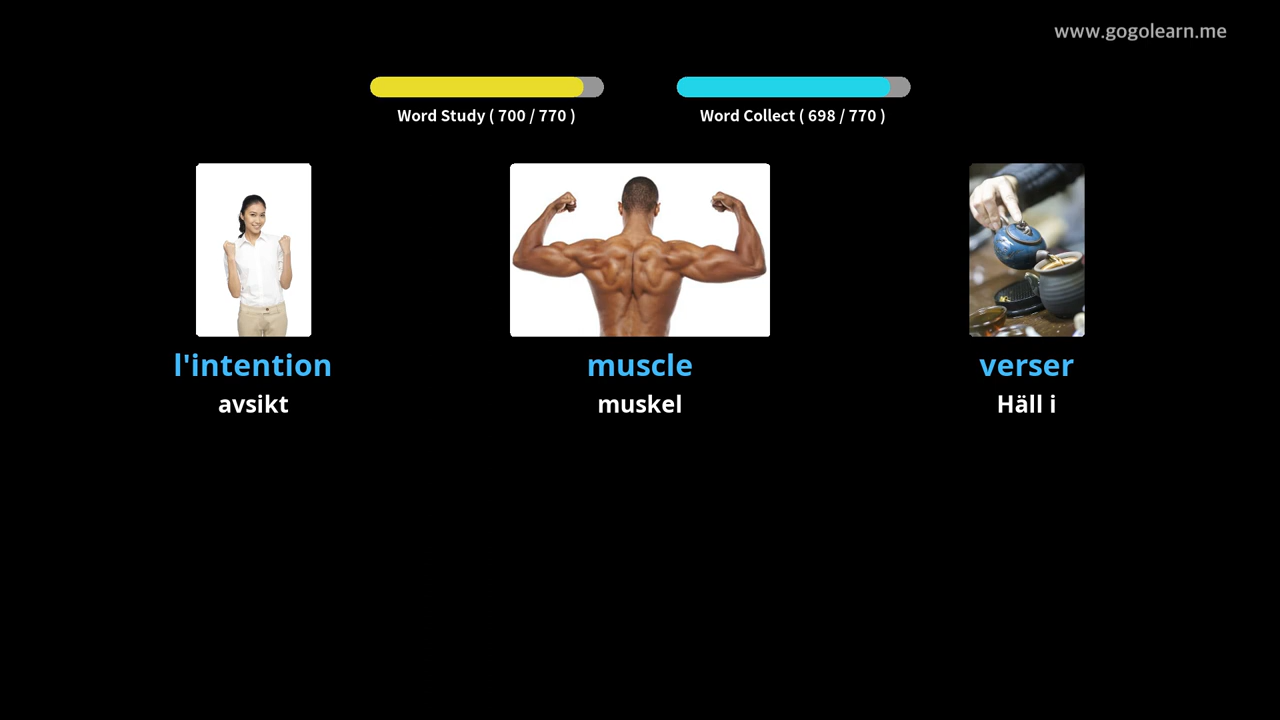 www.gogolearn.me
Word Study ( 700 / 770 )
Word Collect ( 698 / 770 )
l'intention
avsikt
muscle
muskel
verser
Häll i